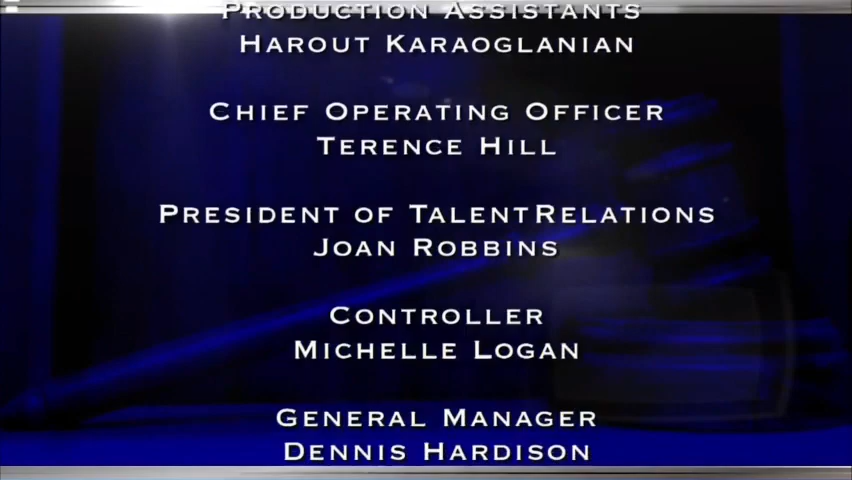 PRODUCTION ASSISTANTS
HAROUT KARAOGLANIAN
CHIEF OPERATING OFFICER
TERENCE HILL
PRESIDENT OF TALENTRELATIONS
JOAN ROBBINS
CONTROLLER
MICHELLE LOGAN
GENERAL MANAGER
DENNIS HARDISON